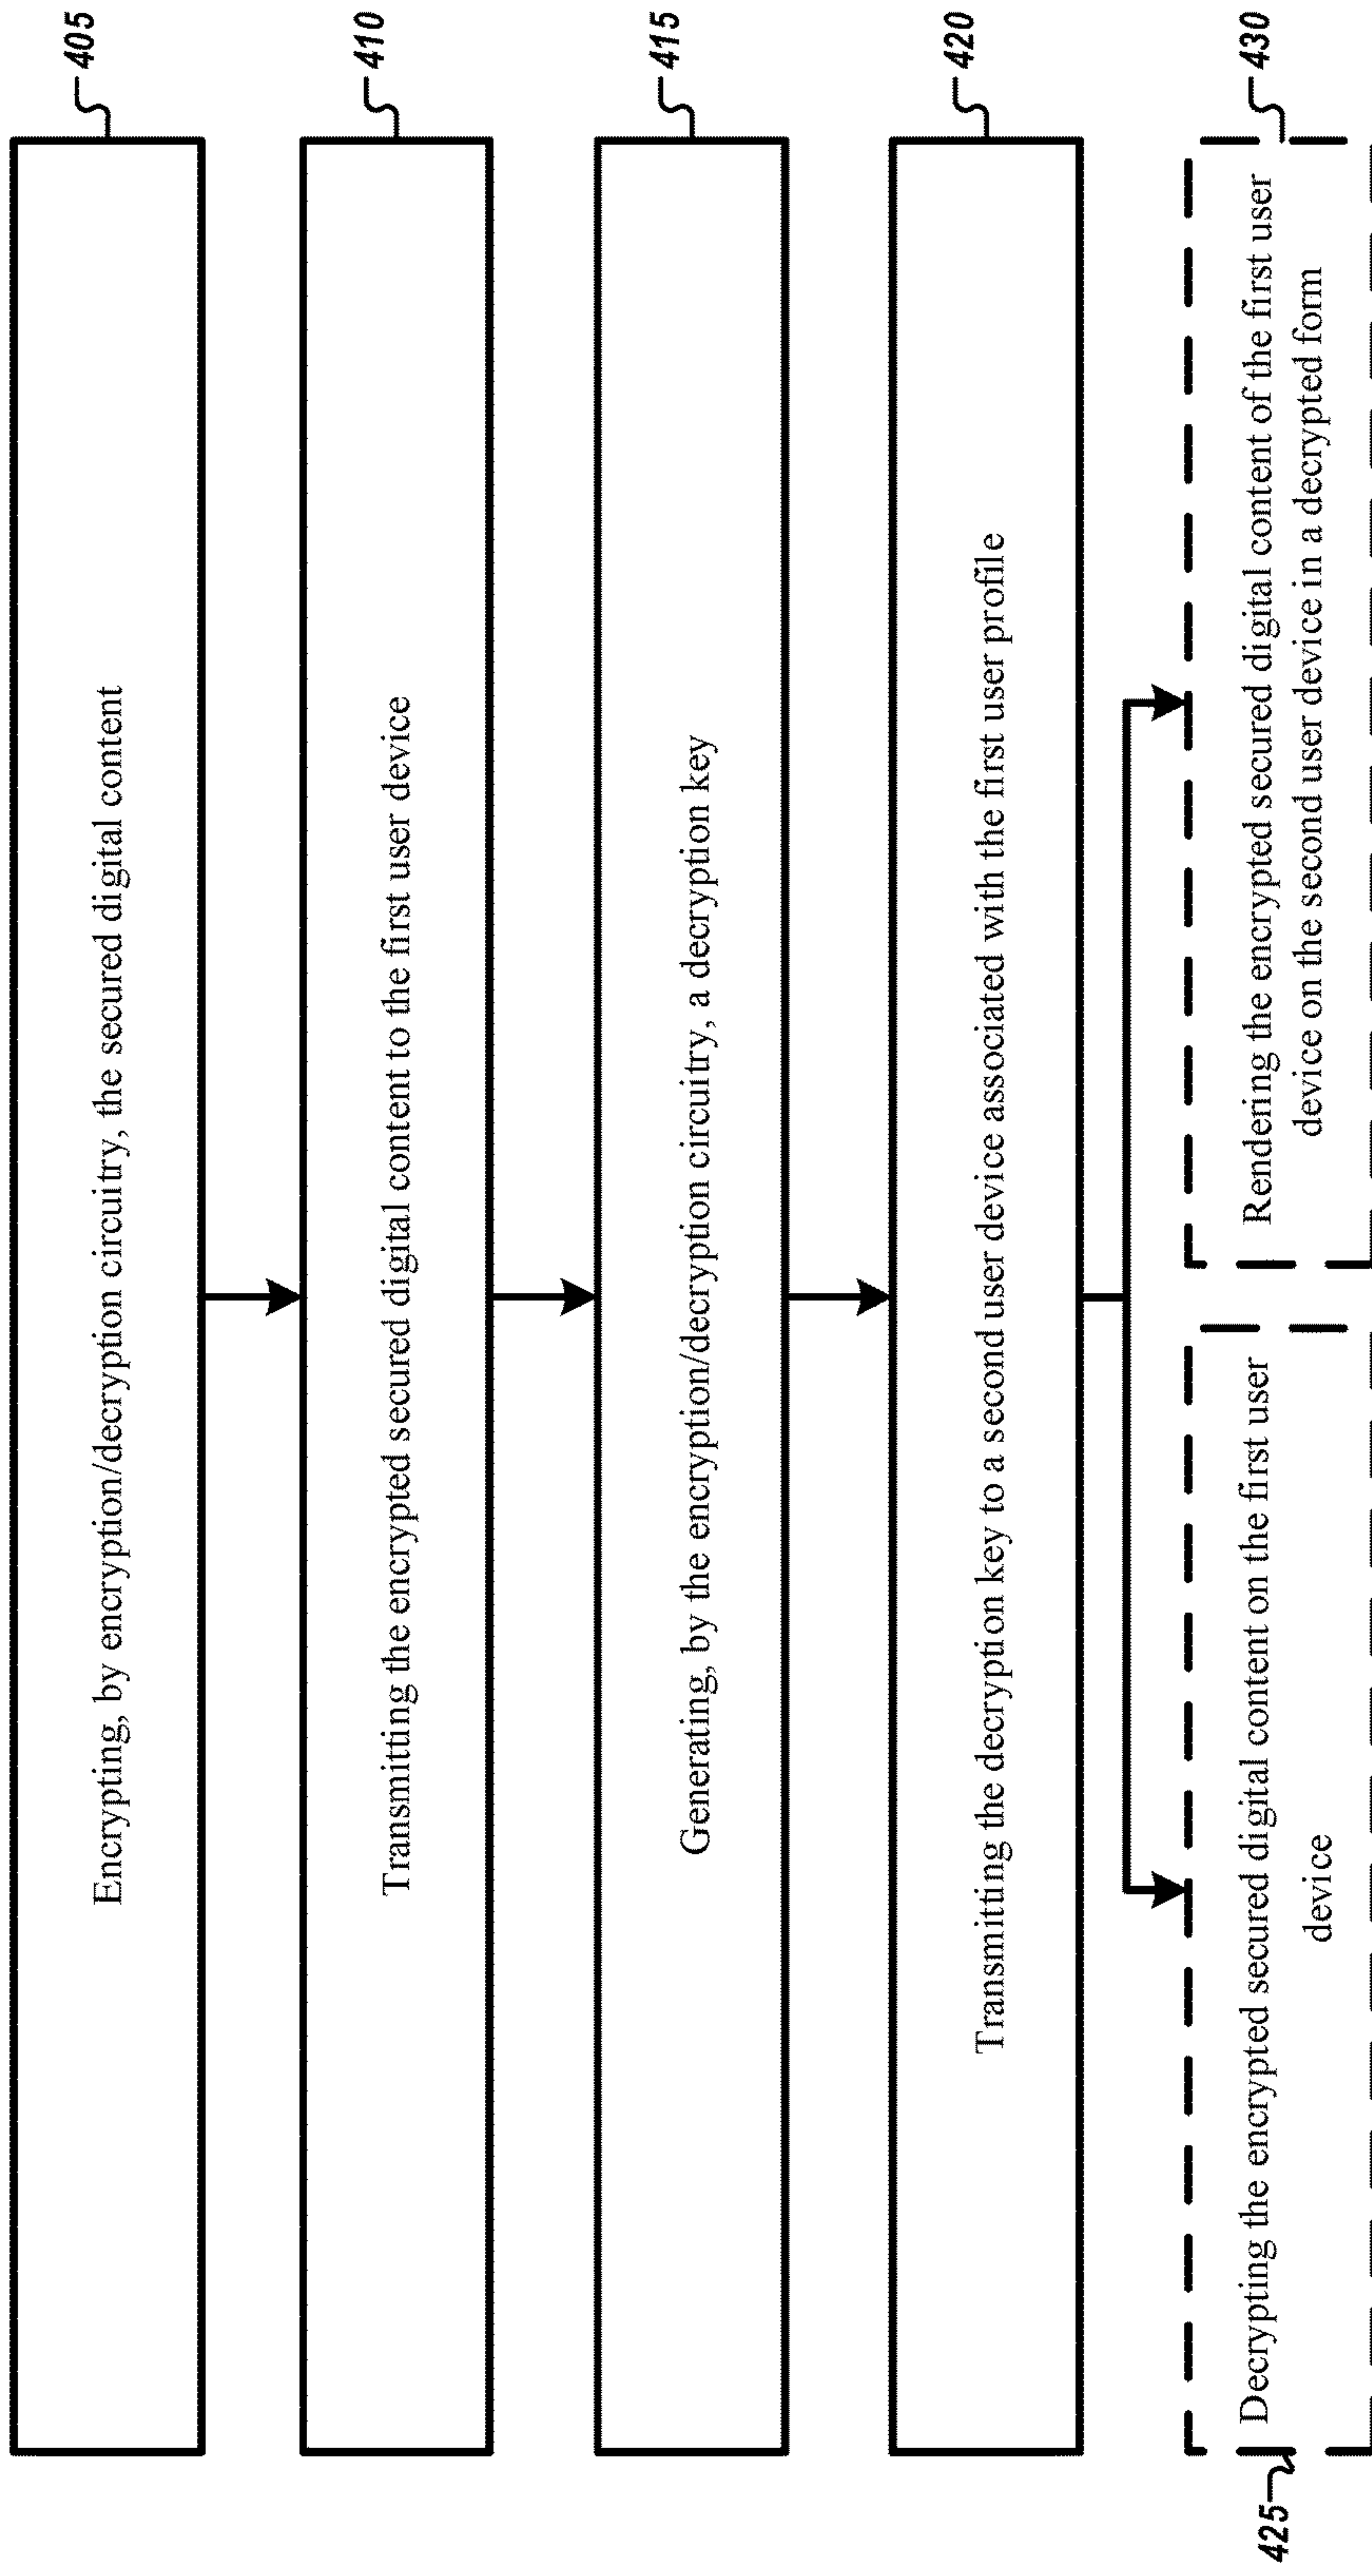 Encrypting, by encryption/decryption circuitry, the secured digital content
405
Transmitting the encrypted secured digital content to the first user device
410
Generating, by the encryption/decryption circuitry, a decryption key
415
Transmitting the decryption key to a second user device associated with the first user profile
420
Decrypting the encrypted secured digital content on the first user
device
425
Rendering the encrypted secured digital content of the first user
device on the second user device in a decrypted form
430